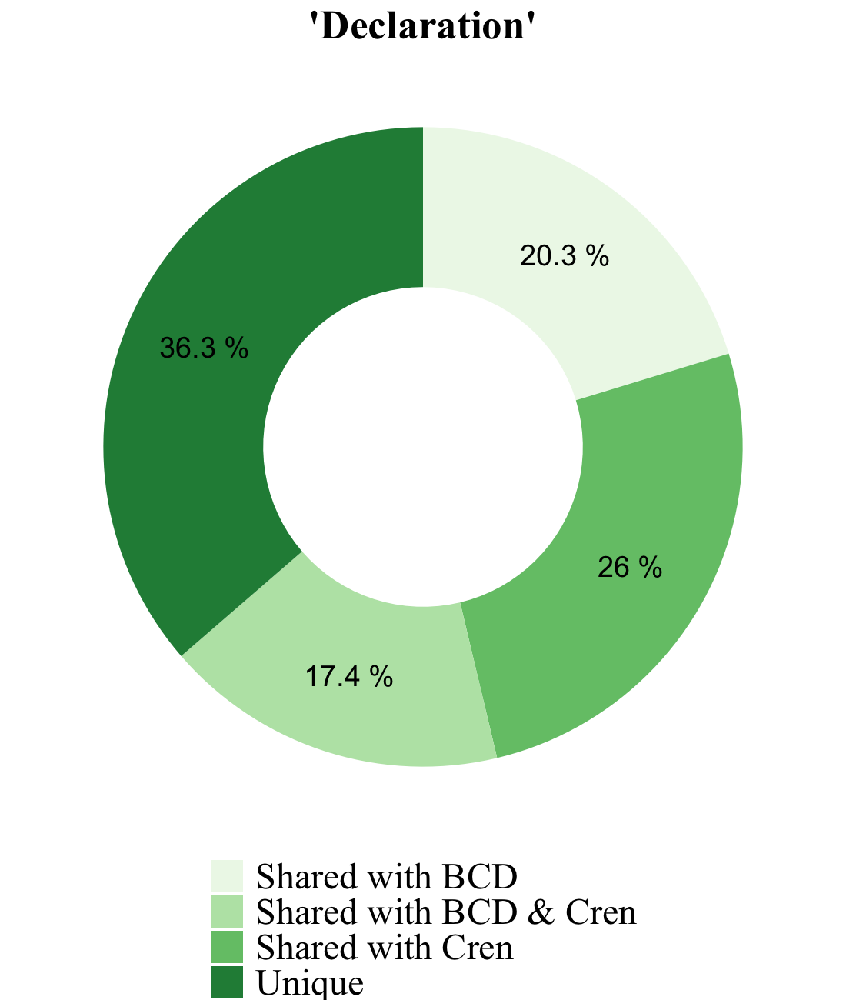 'Declaration'
20.3 %
36.3 %
26 %
17.4 %
Shared with BCD
Shared with BCD & Cren
Shared with Cren
Unique